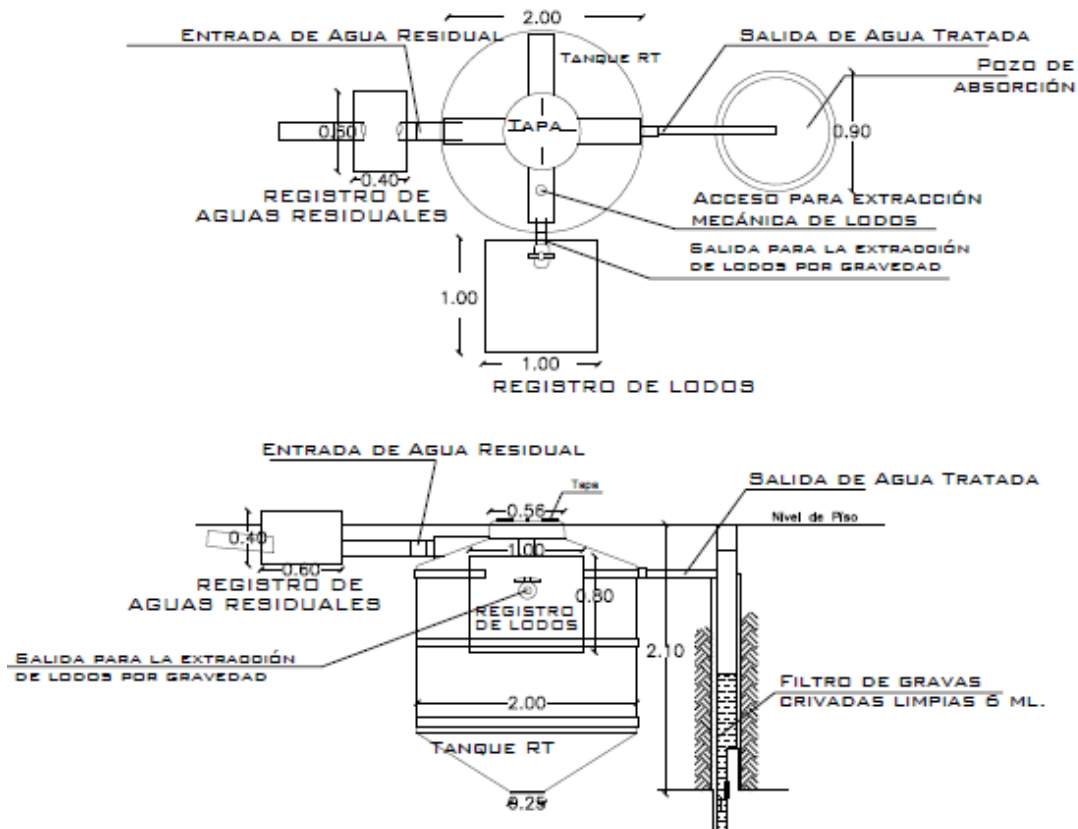 2.00
ENTRADA DE AGUA RESIDUAL
SALIDA DE AGUA TRATADA
TANQUE RT
POZO DE
ABSORCIÓN
TAPA
0.60
0.90
0.40
REGISTRO DE
AGUAS RESIDUALES
ACCESO PARA EXTRACCIÓN
MECÁNICA DE LODOS
SALIDA PARA LA EXTRACCIÓN
DE LODOS POR GRAVEDAD
1.00
1.00
REGISTRO DE LODOS
ENTRADA DE AGUA RESIDUAL
SALIDA DE AGUA TRATADA
Tapa
0.56
Nivel de Piso
0.40
1.00
0.60
REGISTRO DE
AGUAS RESIDUALES
0.80
REGISTRO
DE LODOS
2.10
SALIDA PARA LA EXTRACCIÓN
DE LODOS POR GRAVEDAD
FILTRO DE GRAVAS
CRIVADAS LIMPIAS 6 ML.
2.00
TANQUE RT
0.25